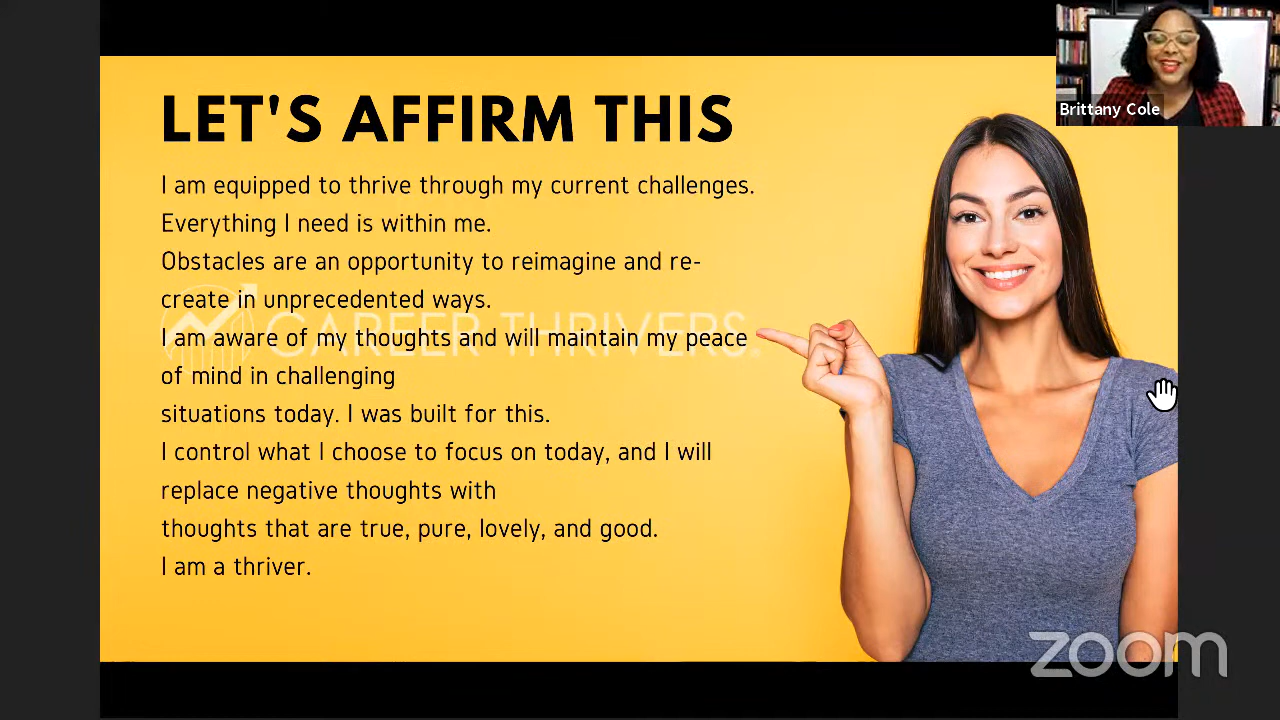 Brittany Cole
LET'S AFFIRM THIS
I am equipped to thrive through my current challenges.
Everything I need is within me.
Obstacles are an opportunity to reimagine and re-
create in unprecedented ways.
CAREER THRIVERS.
I am aware of my thoughts and will maintain my peace
of mind in challenging
situations today. I was built for this.
I control what I choose to focus on today, and I will
replace negative thoughts with
thoughts that are true, pure, lovely, and good.
I am a thriver.
zoom